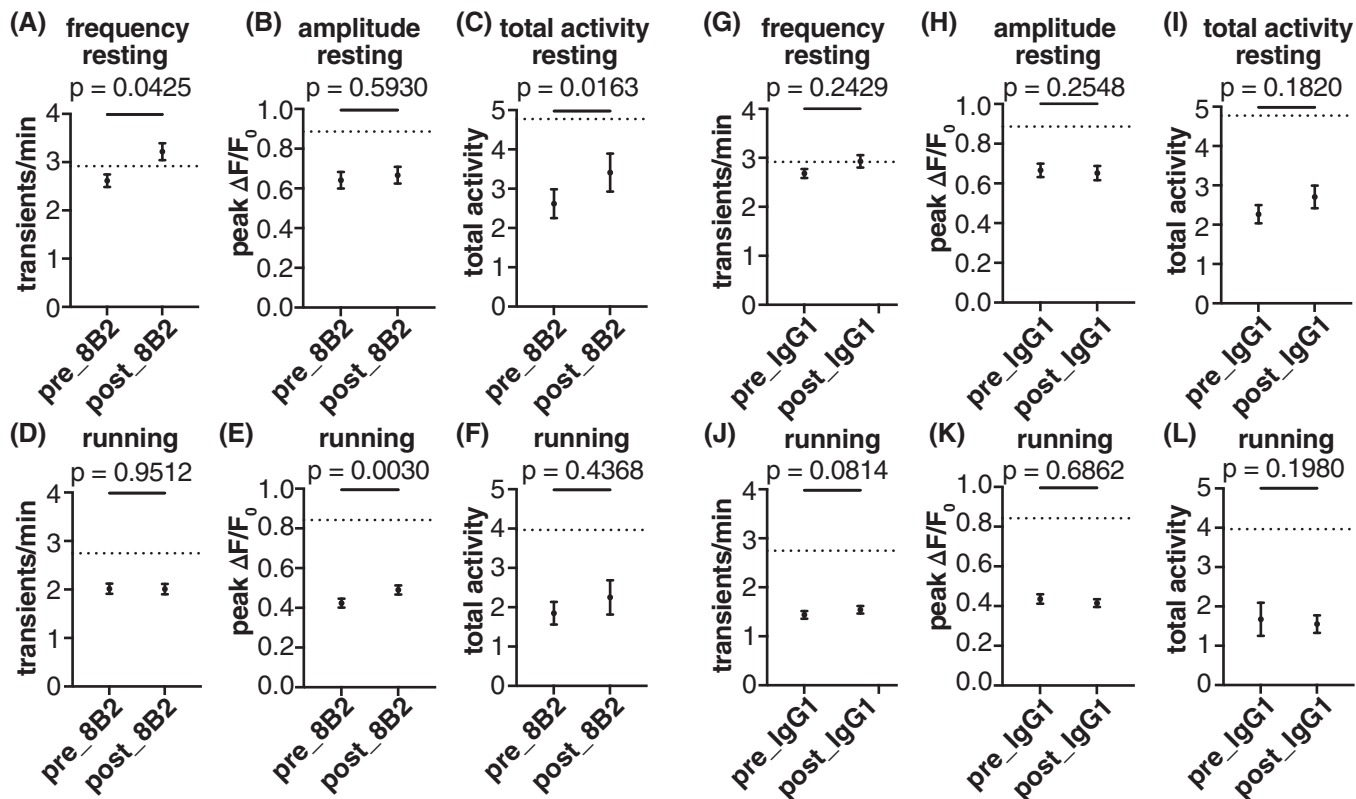 (A) frequency
resting
p = 0.0425
transients/min
4
3
2
1
0
pre_8B2
post_8B2
(B) amplitude
resting
p = 0.5930
peak ΔF/F0
1.0
0.8
0.6
0.4
0.2
0.0
pre_8B2
post_8B2
(C) total activity
resting
p = 0.0163
total activity
5
4
3
2
1
0
pre_8B2
post_8B2
(G) frequency
resting
p = 0.2429
transients/min
4
3
2
1
0
pre_IgG1
post_IgG1
(H) amplitude
resting
p = 0.2548
peak ΔF/F0
1.0
0.8
0.6
0.4
0.2
0.0
pre_IgG1
post_IgG1
(I) total activity
resting
p = 0.1820
total activity
5
4
3
2
1
0
pre_IgG1
post_IgG1
(D) running
p = 0.9512
transients/min
4
3
2
1
0
pre_8B2
post_8B2
(E) running
p = 0.0030
peak ΔF/F0
1.0
0.8
0.6
0.4
0.2
0.0
pre_8B2
post_8B2
(F) running
p = 0.4368
total activity
5
4
3
2
1
0
pre_8B2
post_8B2
(J) running
p = 0.0814
transients/min
4
3
2
1
0
pre_IgG1
post_IgG1
(K) running
p = 0.6862
peak ΔF/F0
1.0
0.8
0.6
0.4
0.2
0.0
pre_IgG1
post_IgG1
(L) running
p = 0.1980
total activity
5
4
3
2
1
0
pre_IgG1
post_IgG1